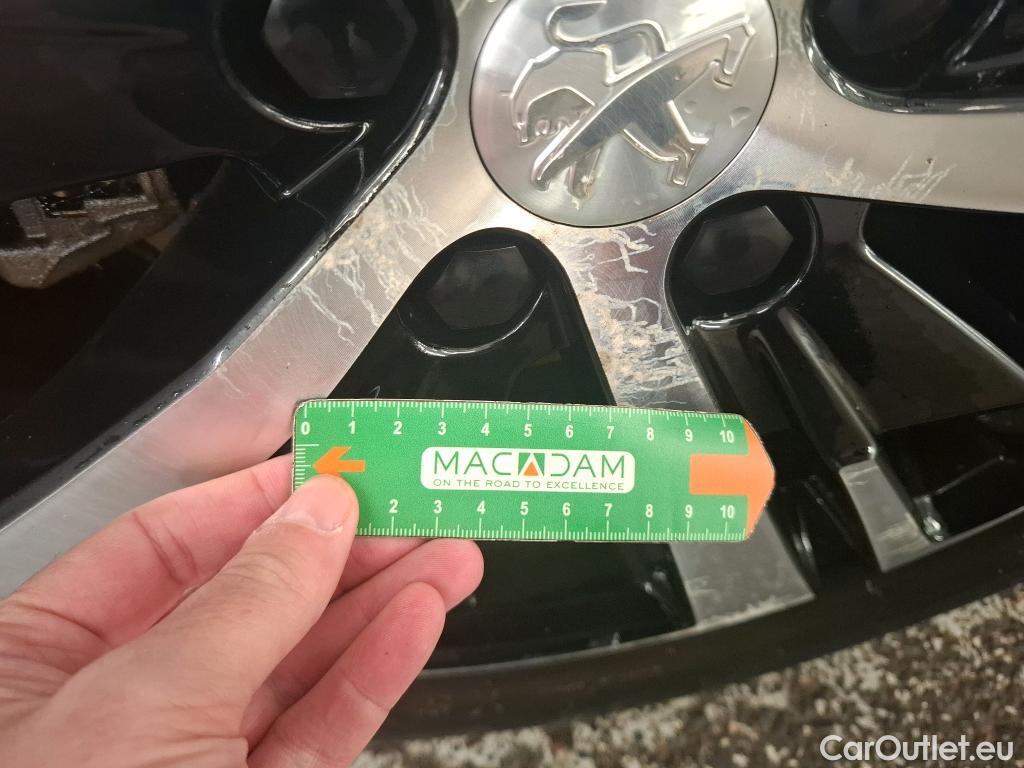 0 1 2 3 4 5 6 7 8 9 10
MACADAM
ON THE ROAD TO EXCELLENCE
2 3 4 5 6 7 8 9 10
CarOutlet.eu